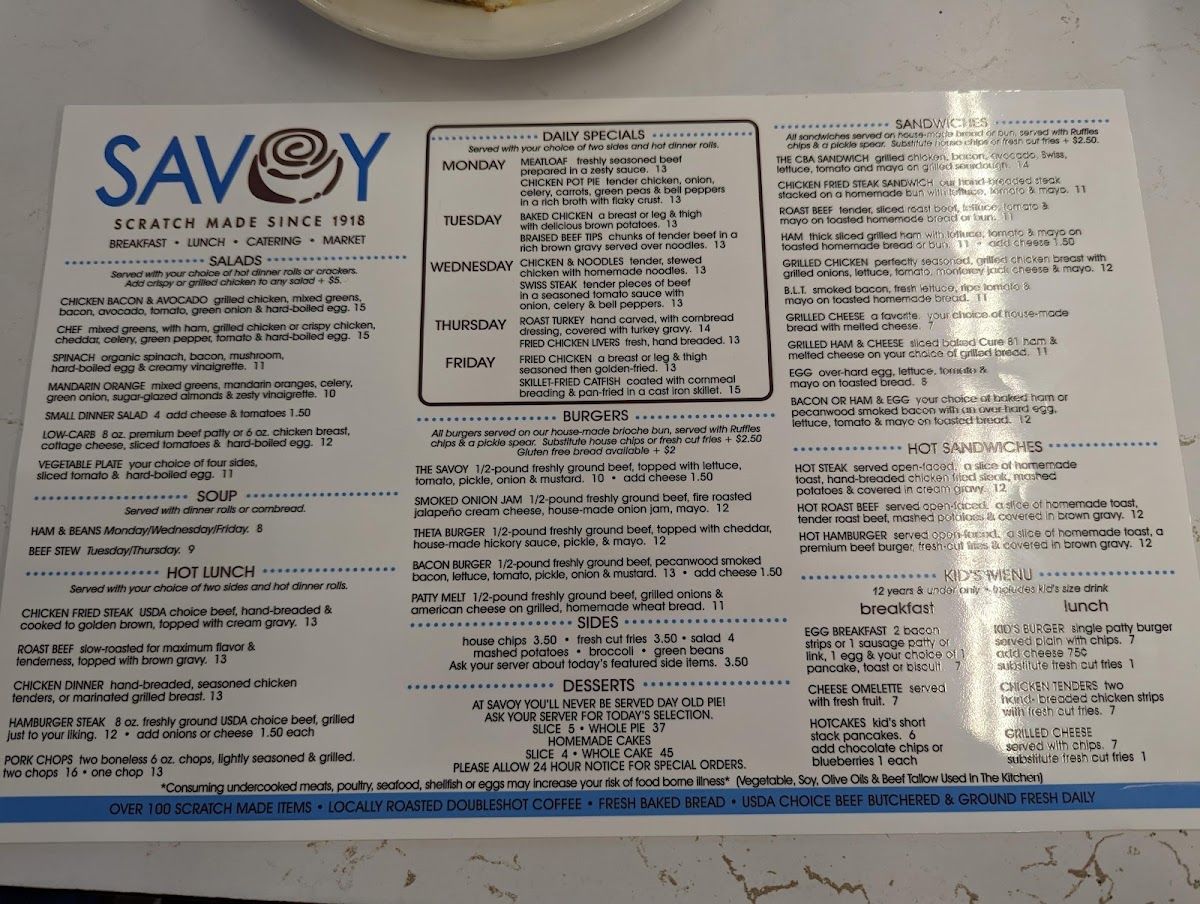 SAVOY
SCRATCH MADE SINCE 1918
BREAKFAST • LUNCH • CATERING • MARKET
SALADS
Served with your choice of hot dinner rolls or crackers.
Add crispy or grilled chicken to any salad + $5.
CHICKEN BACON & AVOCADO grilled chicken, mixed greens,
bacon, avocado, tomato, green onion & hard-boiled egg. 15
CHEF mixed greens, with ham, grilled chicken or crispy chicken,
cheddar, celery, green pepper, tomato & hard-boiled egg. 15
SPINACH organic spinach, bacon, mushroom,
hard-boiled egg & creamy vinaigrette. 11
MANDARIN ORANGE mixed greens, mandarin oranges, celery,
green onion, sugar-glazed almonds & zesty vinaigrette. 10
SMALL DINNER SALAD 4 add cheese & tomatoes 1.50
LOW-CARB 8 oz. premium beef patty or 6 oz. chicken breast,
cottage cheese, sliced tomatoes & hard-boiled egg. 12
VEGETABLE PLATE your choice of four sides,
sliced tomato & hard-boiled egg. 11
SOUP
Served with dinner rolls or cornbread.
HAM & BEANS Monday/Wednesday/Friday. 8
BEEF STEW Tuesday/Thursday. 9
HOT LUNCH
Served with your choice of two sides and hot dinner rolls.
CHICKEN FRIED STEAK USDA choice beef, hand-breaded &
cooked to golden brown, topped with cream gravy. 13
ROAST BEEF slow-roasted for maximum flavor &
tenderness, topped with brown gravy. 13
CHICKEN DINNER hand-breaded, seasoned chicken
tenders, or marinated grilled breast. 13
HAMBURGER STEAK 8 oz. freshly ground USDA choice beef, grilled
just to your liking. 12 • add onions or cheese 1.50 each
PORK CHOPS two boneless 6 oz. chops, lightly seasoned & grilled.
two chops 16 • one chop 13
DAILY SPECIALS
Served with your choice of two sides and hot dinner rolls.
MONDAY
MEATLOAF freshly seasoned beef
prepared in a zesty sauce. 13
CHICKEN POT PIE tender chicken, onion,
celery, carrots, green peas & bell peppers
in a rich broth with flaky crust. 13
TUESDAY
BAKED CHICKEN a breast or leg & thigh
with delicious brown potatoes. 13
BRAISED BEEF TIPS chunks of tender beef in a
rich brown gravy served over noodles. 13
WEDNESDAY
CHICKEN & NOODLES tender, stewed
chicken with homemade noodles. 13
SWISS STEAK tender pieces of beef
in a seasoned tomato sauce with
onion, celery & bell peppers. 13
THURSDAY
ROAST TURKEY hand carved, with cornbread
dressing, covered with turkey gravy. 14
FRIED CHICKEN LIVERS fresh, hand breaded. 13
FRIDAY
FRIED CHICKEN a breast or leg & thigh
seasoned then golden-fried. 13
SKILLET-FRIED CATFISH coated with cornmeal
breading & pan-fried in a cast iron skillet. 15
BURGERS
All burgers served on our house-made brioche bun, served with Ruffles
chips & a pickle spear. Substitute house chips or fresh cut fries + $2.50
Gluten free bread available + $2
THE SAVOY 1/2-pound freshly ground beef, topped with lettuce,
tomato, pickle, onion & mustard. 10 • add cheese 1.50
SMOKED ONION JAM 1/2-pound freshly ground beef, fire roasted
jalapeño cream cheese, house-made onion jam, mayo. 12
THETA BURGER 1/2-pound freshly ground beef, topped with cheddar,
house-made hickory sauce, pickle, & mayo. 12
BACON BURGER 1/2-pound freshly ground beef, pecanwood smoked
bacon, lettuce, tomato, pickle, onion & mustard. 13 • add cheese 1.50
PATTY MELT 1/2-pound freshly ground beef, grilled onions &
american cheese on grilled, homemade wheat bread. 11
SIDES
house chips 3.50 • fresh cut fries 3.50 • salad 4
mashed potatoes • broccoli • green beans
Ask your server about today's featured side items. 3.50
DESSERTS
AT SAVOY YOU'LL NEVER BE SERVED DAY OLD PIE!
ASK YOUR SERVER FOR TODAY'S SELECTION.
SLICE 5 • WHOLE PIE 37
HOMEMADE CAKES
SLICE 4 • WHOLE CAKE 45
PLEASE ALLOW 24 HOUR NOTICE FOR SPECIAL ORDERS.
SANDWICHES
All sandwiches served on house-made bread or bun, served with Ruffles
chips & a pickle spear. Substitute house chips or fresh cut fries + $2.50.
THE CBA SANDWICH grilled chicken, bacon, avocado, Swiss,
lettuce, tomato and mayo on grilled sourdough. 14
CHICKEN FRIED STEAK SANDWICH our hand-breaded steak
stacked on a homemade bun with lettuce, tomato & mayo. 11
ROAST BEEF tender, sliced roast beef, lettuce, tomato &
mayo on toasted homemade bread or bun. 11
HAM thick sliced grilled ham with lettuce, tomato & mayo on
toasted homemade bread or bun. 11 • add cheese 1.50
GRILLED CHICKEN perfectly seasoned, grilled chicken breast with
grilled onions, lettuce, tomato, monterey jack cheese & mayo. 12
B.L.T. smoked bacon, fresh lettuce, ripe tomato &
mayo on toasted homemade bread. 11
GRILLED CHEESE a favorite. your choice of house-made
bread with melted cheese. 7
GRILLED HAM & CHEESE sliced baked Cure 81 ham &
melted cheese on your choice of grilled bread. 11
EGG over-hard egg, lettuce, tomato &
mayo on toasted bread. 8
BACON OR HAM & EGG your choice of baked ham or
pecanwood smoked bacon with an over-hard egg,
lettuce, tomato & mayo on toasted bread. 12
HOT SANDWICHES
HOT STEAK served open-faced, a slice of homemade
toast, hand-breaded chicken fried steak, mashed
potatoes & covered in cream gravy. 12
HOT ROAST BEEF served open-faced, a slice of homemade toast,
tender roast beef, mashed potatoes & covered in brown gravy. 12
HOT HAMBURGER served open-faced, a slice of homemade toast, a
premium beef burger, fresh-cut fries & covered in brown gravy. 12
KID'S MENU
12 years & under only • includes kid's size drink
breakfast
EGG BREAKFAST 2 bacon
strips or 1 sausage patty or
link, 1 egg & your choice of 1
pancake, toast or biscuit. 7
CHEESE OMELETTE served
with fresh fruit. 7
HOTCAKES kid's short
stack pancakes. 6
add chocolate chips or
blueberries 1 each
lunch
KID'S BURGER single patty burger
served plain with chips. 7
add cheese 75¢
substitute fresh cut fries 1
CHICKEN TENDERS two
hand- breaded chicken strips
with fresh cut fries. 7
GRILLED CHEESE
served with chips. 7
substitute fresh cut fries 1
*Consuming undercooked meats, poultry, seafood, shellfish or eggs may increase your risk of food borne illness* (Vegetable, Soy, Olive Oils & Beef Tallow Used In The Kitchen)
OVER 100 SCRATCH MADE ITEMS • LOCALLY ROASTED DOUBLESHOT COFFEE • FRESH BAKED BREAD • USDA CHOICE BEEF BUTCHERED & GROUND FRESH DAILY